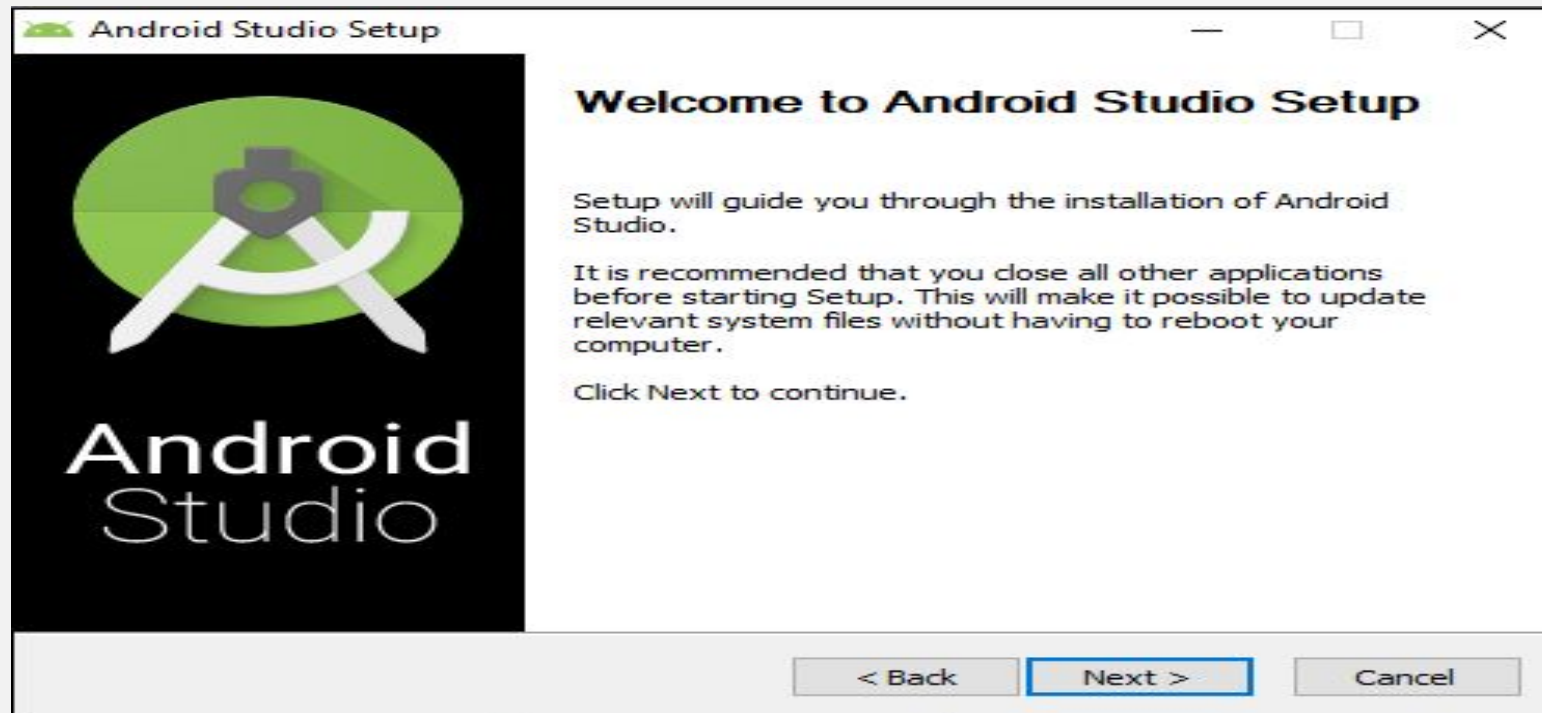 Android Studio Setup
Welcome to Android Studio Setup
Setup will guide you through the installation of Android
Studio.
It is recommended that you close all other applications
before starting Setup. This will make it possible to update
relevant system files without having to reboot your
computer.
Click Next to continue.
Android
Studio
< Back
Next >
Cancel